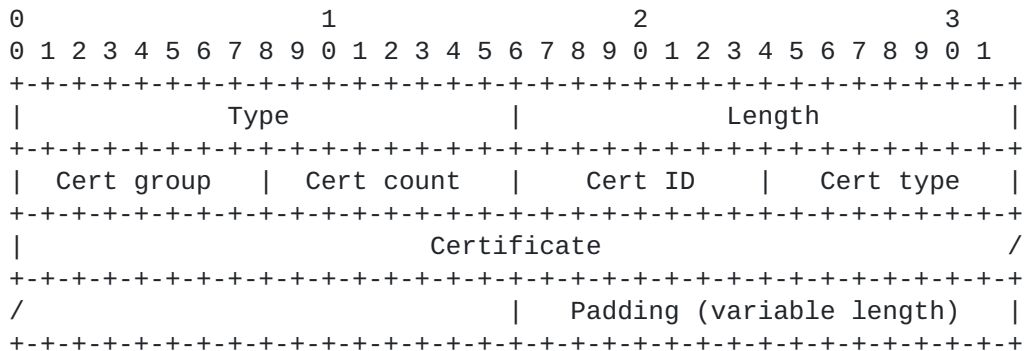 0                   1                   2                   3
0 1 2 3 4 5 6 7 8 9 0 1 2 3 4 5 6 7 8 9 0 1 2 3 4 5 6 7 8 9 0 1
+-+-+-+-+-+-+-+-+-+-+-+-+-+-+-+-+-+-+-+-+-+-+-+-+-+-+-+-+-+-+-+-+
|             Type              |             Length            |
+-+-+-+-+-+-+-+-+-+-+-+-+-+-+-+-+-+-+-+-+-+-+-+-+-+-+-+-+-+-+-+-+
|  Cert group   |  Cert count   |    Cert ID    |   Cert type   |
+-+-+-+-+-+-+-+-+-+-+-+-+-+-+-+-+-+-+-+-+-+-+-+-+-+-+-+-+-+-+-+-+
|                          Certificate                          /
+-+-+-+-+-+-+-+-+-+-+-+-+-+-+-+-+-+-+-+-+-+-+-+-+-+-+-+-+-+-+-+-+
/                               |   Padding (variable length)   |
+-+-+-+-+-+-+-+-+-+-+-+-+-+-+-+-+-+-+-+-+-+-+-+-+-+-+-+-+-+-+-+-+